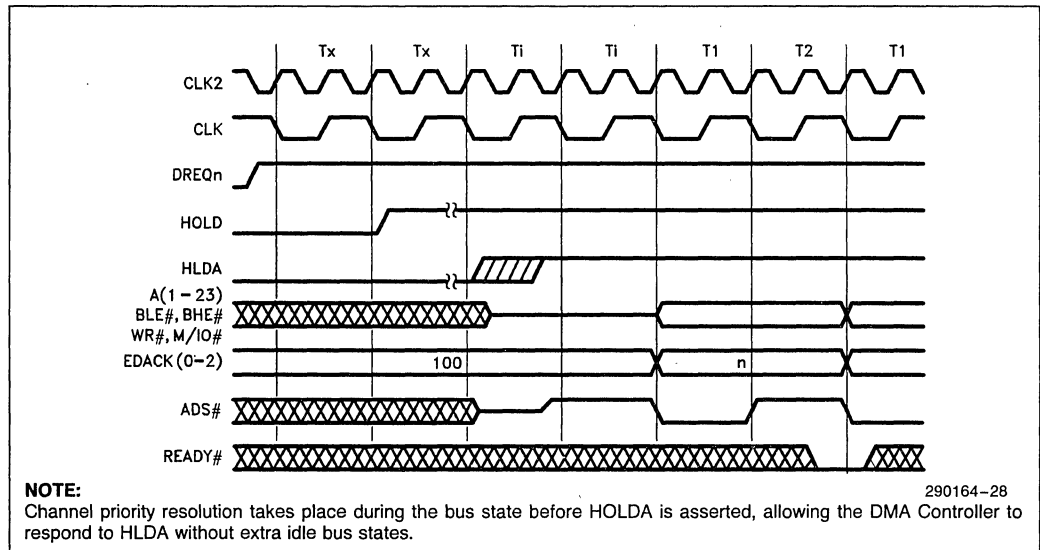 Tx Tx Ti Ti T1 T2 T1
CLK2
CLK
DREQn
HOLD
HLDA
A(1-23)
BLE#, BHE#
WR#, M/IO#
EDACK (0-2) 100 n
ADS#
READY#
NOTE: 290164-28
Channel priority resolution takes place during the bus state before HOLDA is asserted, allowing the DMA Controller to
respond to HLDA without extra idle bus states.